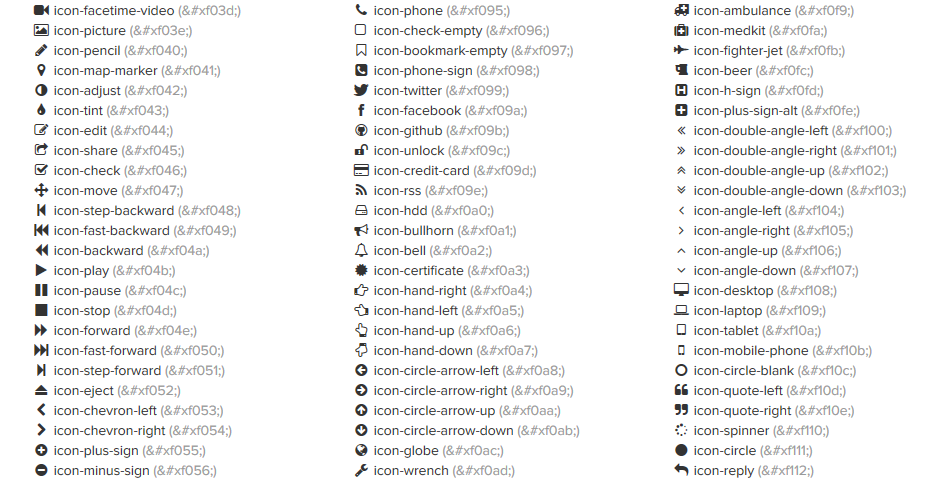 icon-facetime-video (&#xf03d;)
icon-picture (&#xf03e;)
icon-pencil (&#xf040;)
icon-map-marker (&#xf041;)
icon-adjust (&#xf042;)
icon-tint (&#xf043;)
icon-edit (&#xf044;)
icon-share (&#xf045;)
icon-check (&#xf046;)
icon-move (&#xf047;)
icon-step-backward (&#xf048;)
icon-fast-backward (&#xf049;)
icon-backward (&#xf04a;)
icon-play (&#xf04b;)
icon-pause (&#xf04c;)
icon-stop (&#xf04d;)
icon-forward (&#xf04e;)
icon-fast-forward (&#xf050;)
icon-step-forward (&#xf051;)
icon-eject (&#xf052;)
icon-chevron-left (&#xf053;)
icon-chevron-right (&#xf054;)
icon-plus-sign (&#xf055;)
icon-minus-sign (&#xf056;)
icon-phone (&#xf095;)
icon-check-empty (&#xf096;)
icon-bookmark-empty (&#xf097;)
icon-phone-sign (&#xf098;)
icon-twitter (&#xf099;)
icon-facebook (&#xf09a;)
icon-github (&#xf09b;)
icon-unlock (&#xf09c;)
icon-credit-card (&#xf09d;)
icon-rss (&#xf09e;)
icon-hdd (&#xf0a0;)
icon-bullhorn (&#xf0a1;)
icon-bell (&#xf0a2;)
icon-certificate (&#xf0a3;)
icon-hand-right (&#xf0a4;)
icon-hand-left (&#xf0a5;)
icon-hand-up (&#xf0a6;)
icon-hand-down (&#xf0a7;)
icon-circle-arrow-left (&#xf0a8;)
icon-circle-arrow-right (&#xf0a9;)
icon-circle-arrow-up (&#xf0aa;)
icon-circle-arrow-down (&#xf0ab;)
icon-globe (&#xf0ac;)
icon-wrench (&#xf0ad;)
icon-ambulance (&#xf0f9;)
icon-medkit (&#xf0fa;)
icon-fighter-jet (&#xf0fb;)
icon-beer (&#xf0fc;)
icon-h-sign (&#xf0fd;)
icon-plus-sign-alt (&#xf0fe;)
icon-double-angle-left (&#xf100;)
icon-double-angle-right (&#xf101;)
icon-double-angle-up (&#xf102;)
icon-double-angle-down (&#xf103;)
icon-angle-left (&#xf104;)
icon-angle-right (&#xf105;)
icon-angle-up (&#xf106;)
icon-angle-down (&#xf107;)
icon-desktop (&#xf108;)
icon-laptop (&#xf109;)
icon-tablet (&#xf10a;)
icon-mobile-phone (&#xf10b;)
icon-circle-blank (&#xf10c;)
icon-quote-left (&#xf10d;)
icon-quote-right (&#xf10e;)
icon-spinner (&#xf110;)
icon-circle (&#xf111;)
icon-reply (&#xf112;)